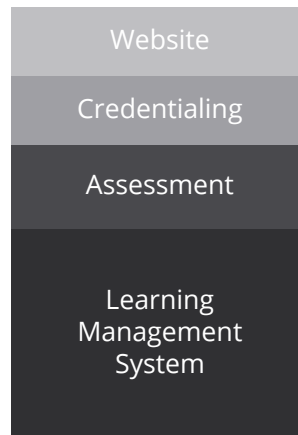 Website
Credentialing
Assessment
Learning
Management
System